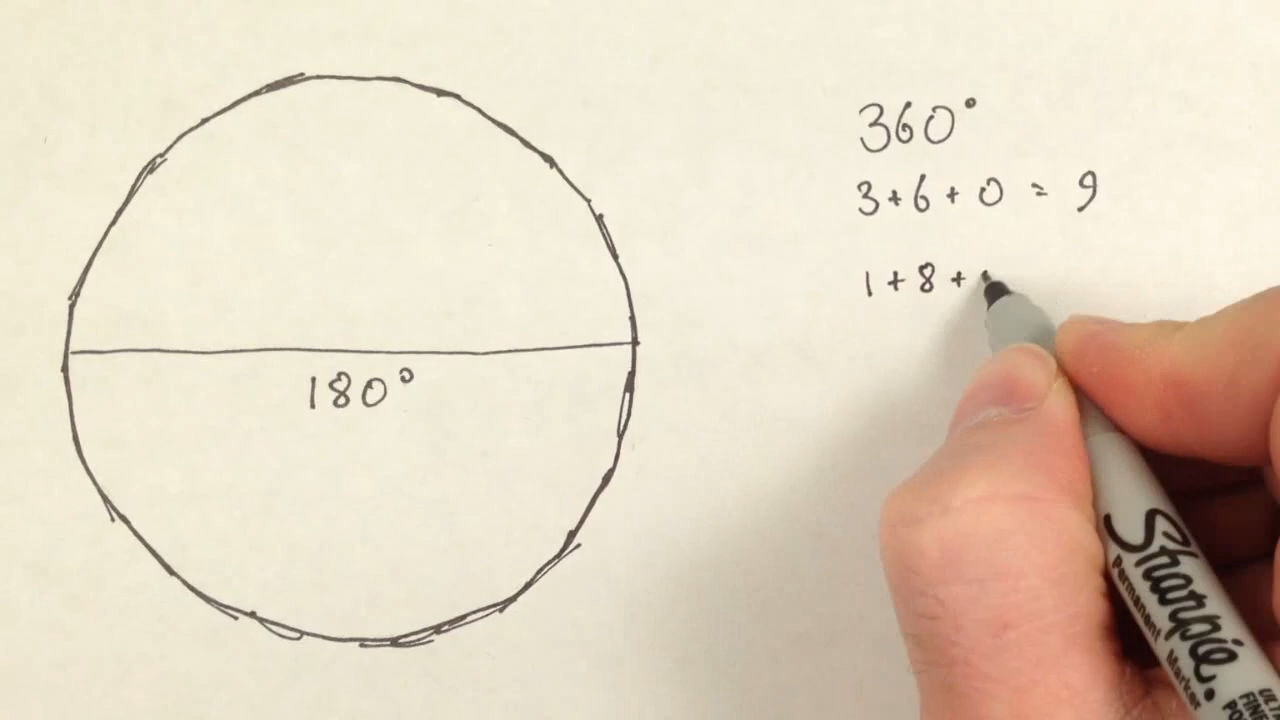 360°
3+6+0 = 9
1+8+
180°
Sharpie.
Permanent Marker